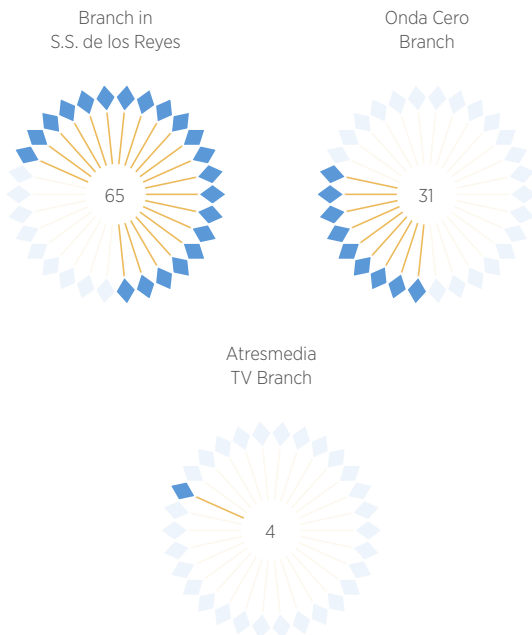 Branch in
S.S. de los Reyes
65
Onda Cero
Branch
31
Atresmedia
TV Branch
4